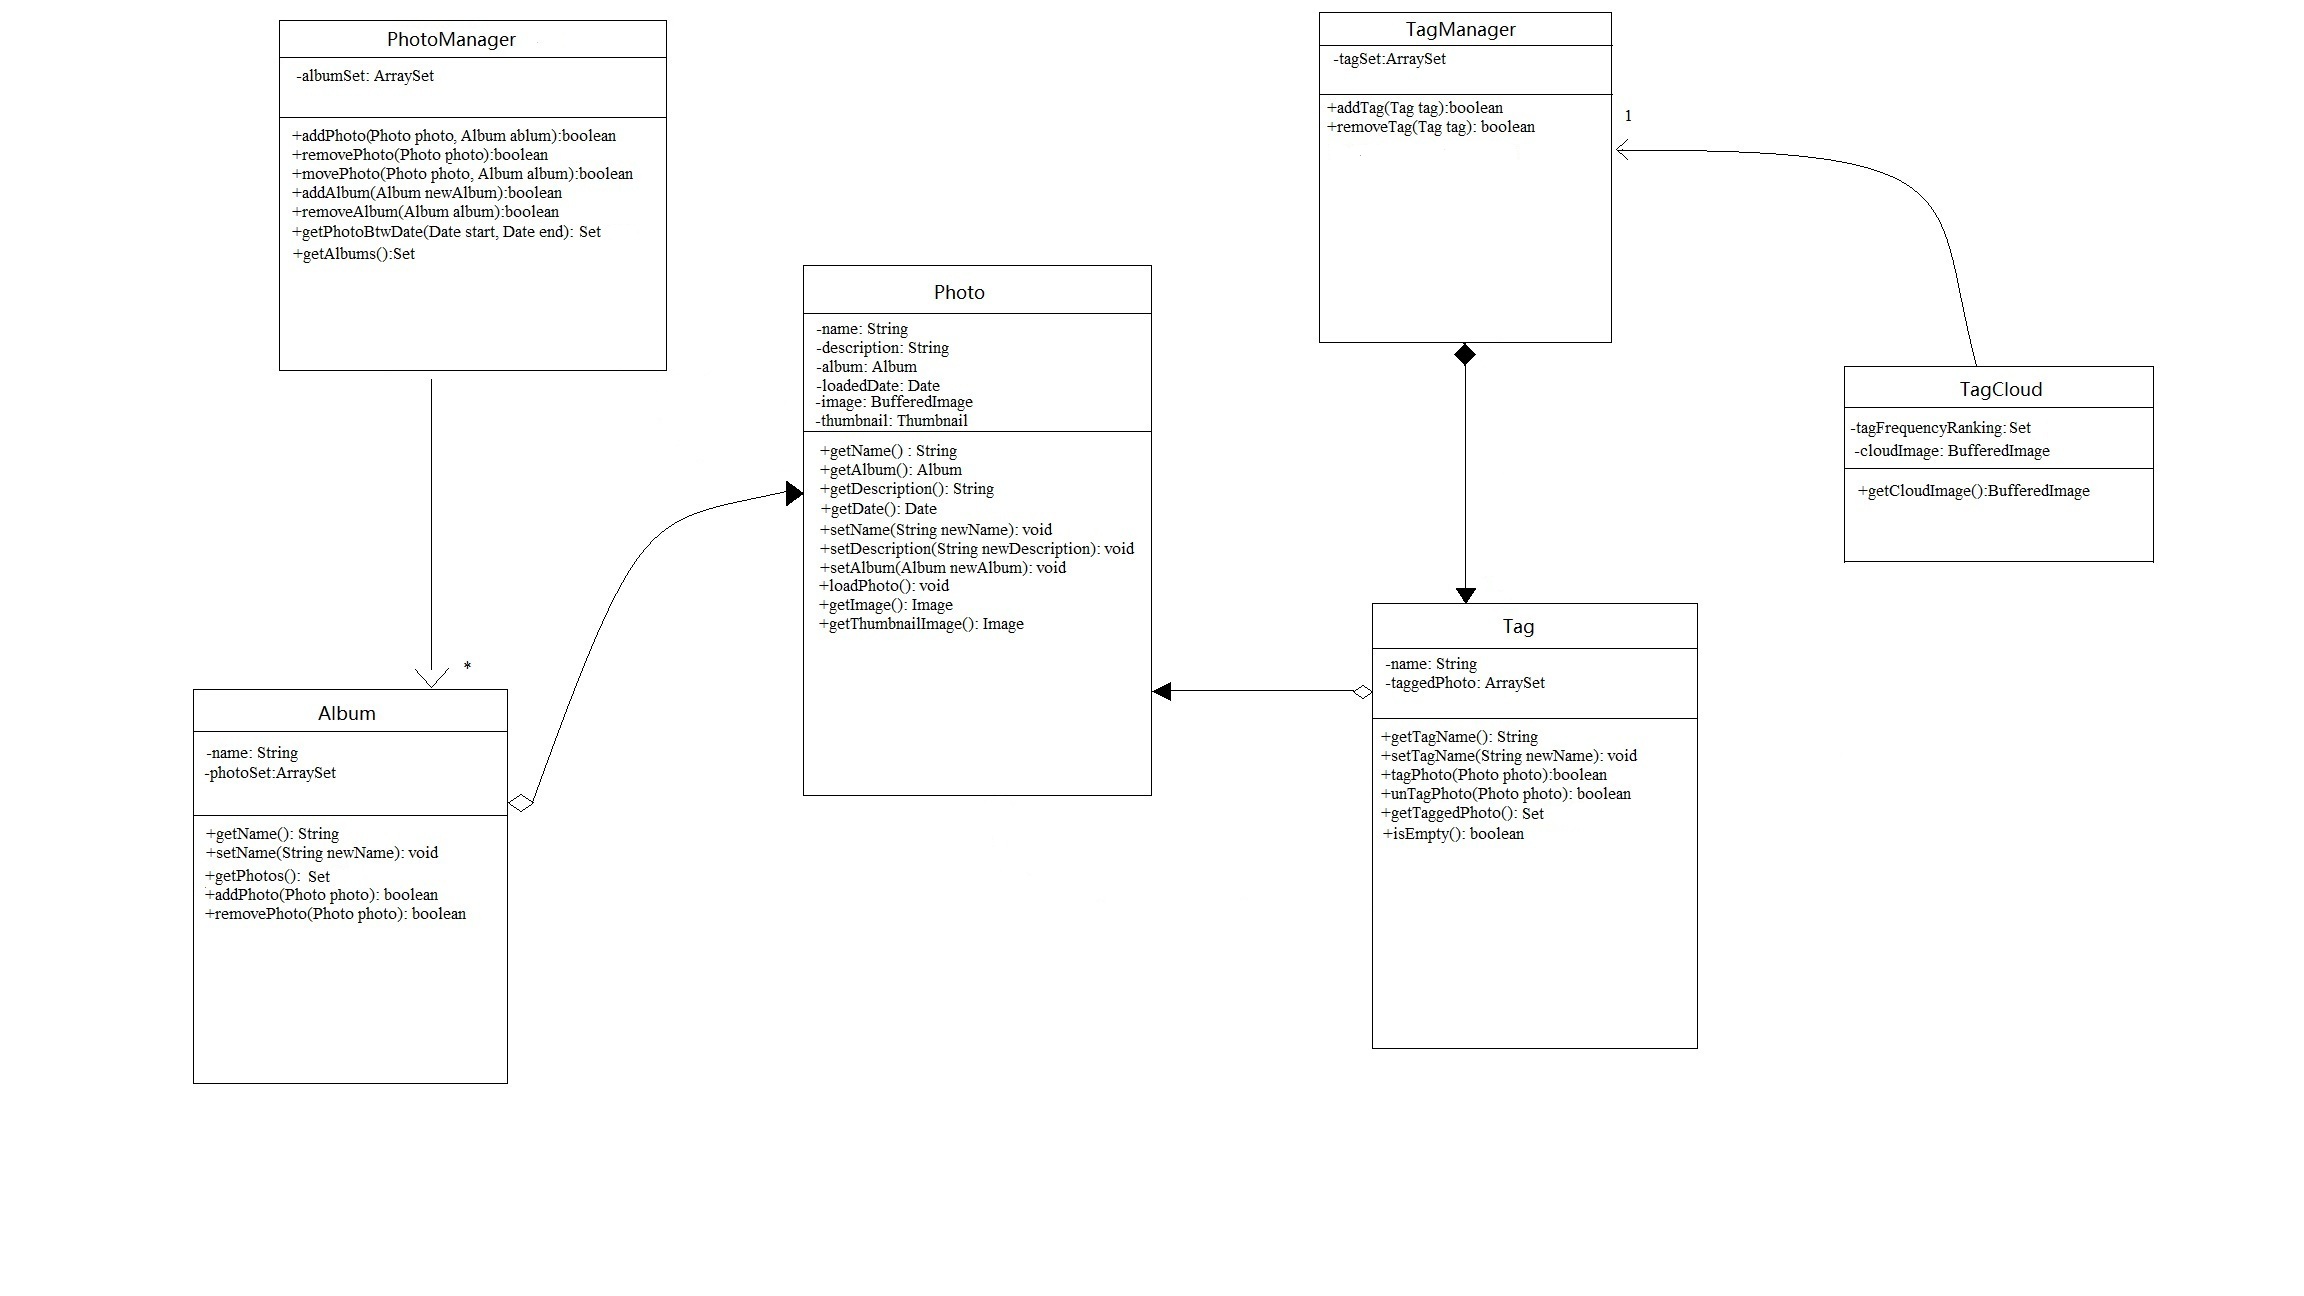 PhotoManager
-albumSet: ArraySet
+addPhoto(Photo photo, Album ablum):boolean
+removePhoto(Photo photo):boolean
+movePhoto(Photo photo, Album album):boolean
+addAlbum(Album newAlbum):boolean
+removeAlbum(Album album):boolean
+getPhotoBtwDate(Date start, Date end): Set
+getAlbums():Set
*
Album
-name: String
-photoSet:ArraySet
+getName(): String
+setName(String newName): void
+getPhotos(): Set
+addPhoto(Photo photo): boolean
+removePhoto(Photo photo): boolean
Photo
-name: String
-description: String
-album: Album
-loadedDate: Date
-image: BufferedImage
-thumbnail: Thumbnail
+getName() : String
+getAlbum(): Album
+getDescription(): String
+getDate(): Date
+setName(String newName): void
+setDescription(String newDescription): void
+setAlbum(Album newAlbum): void
+loadPhoto(): void
+getImage(): Image
+getThumbnailImage(): Image
TagManager
-tagSet:ArraySet
+addTag(Tag tag):boolean
+removeTag(Tag tag): boolean
1
TagCloud
-tagFrequencyRanking: Set
-cloudImage: BufferedImage
+getCloudImage():BufferedImage
Tag
-name: String
-taggedPhoto: ArraySet
+getTagName(): String
+setTagName(String newName): void
+tagPhoto(Photo photo):boolean
+unTagPhoto(Photo photo): boolean
+getTaggedPhoto(): Set
+isEmpty(): boolean